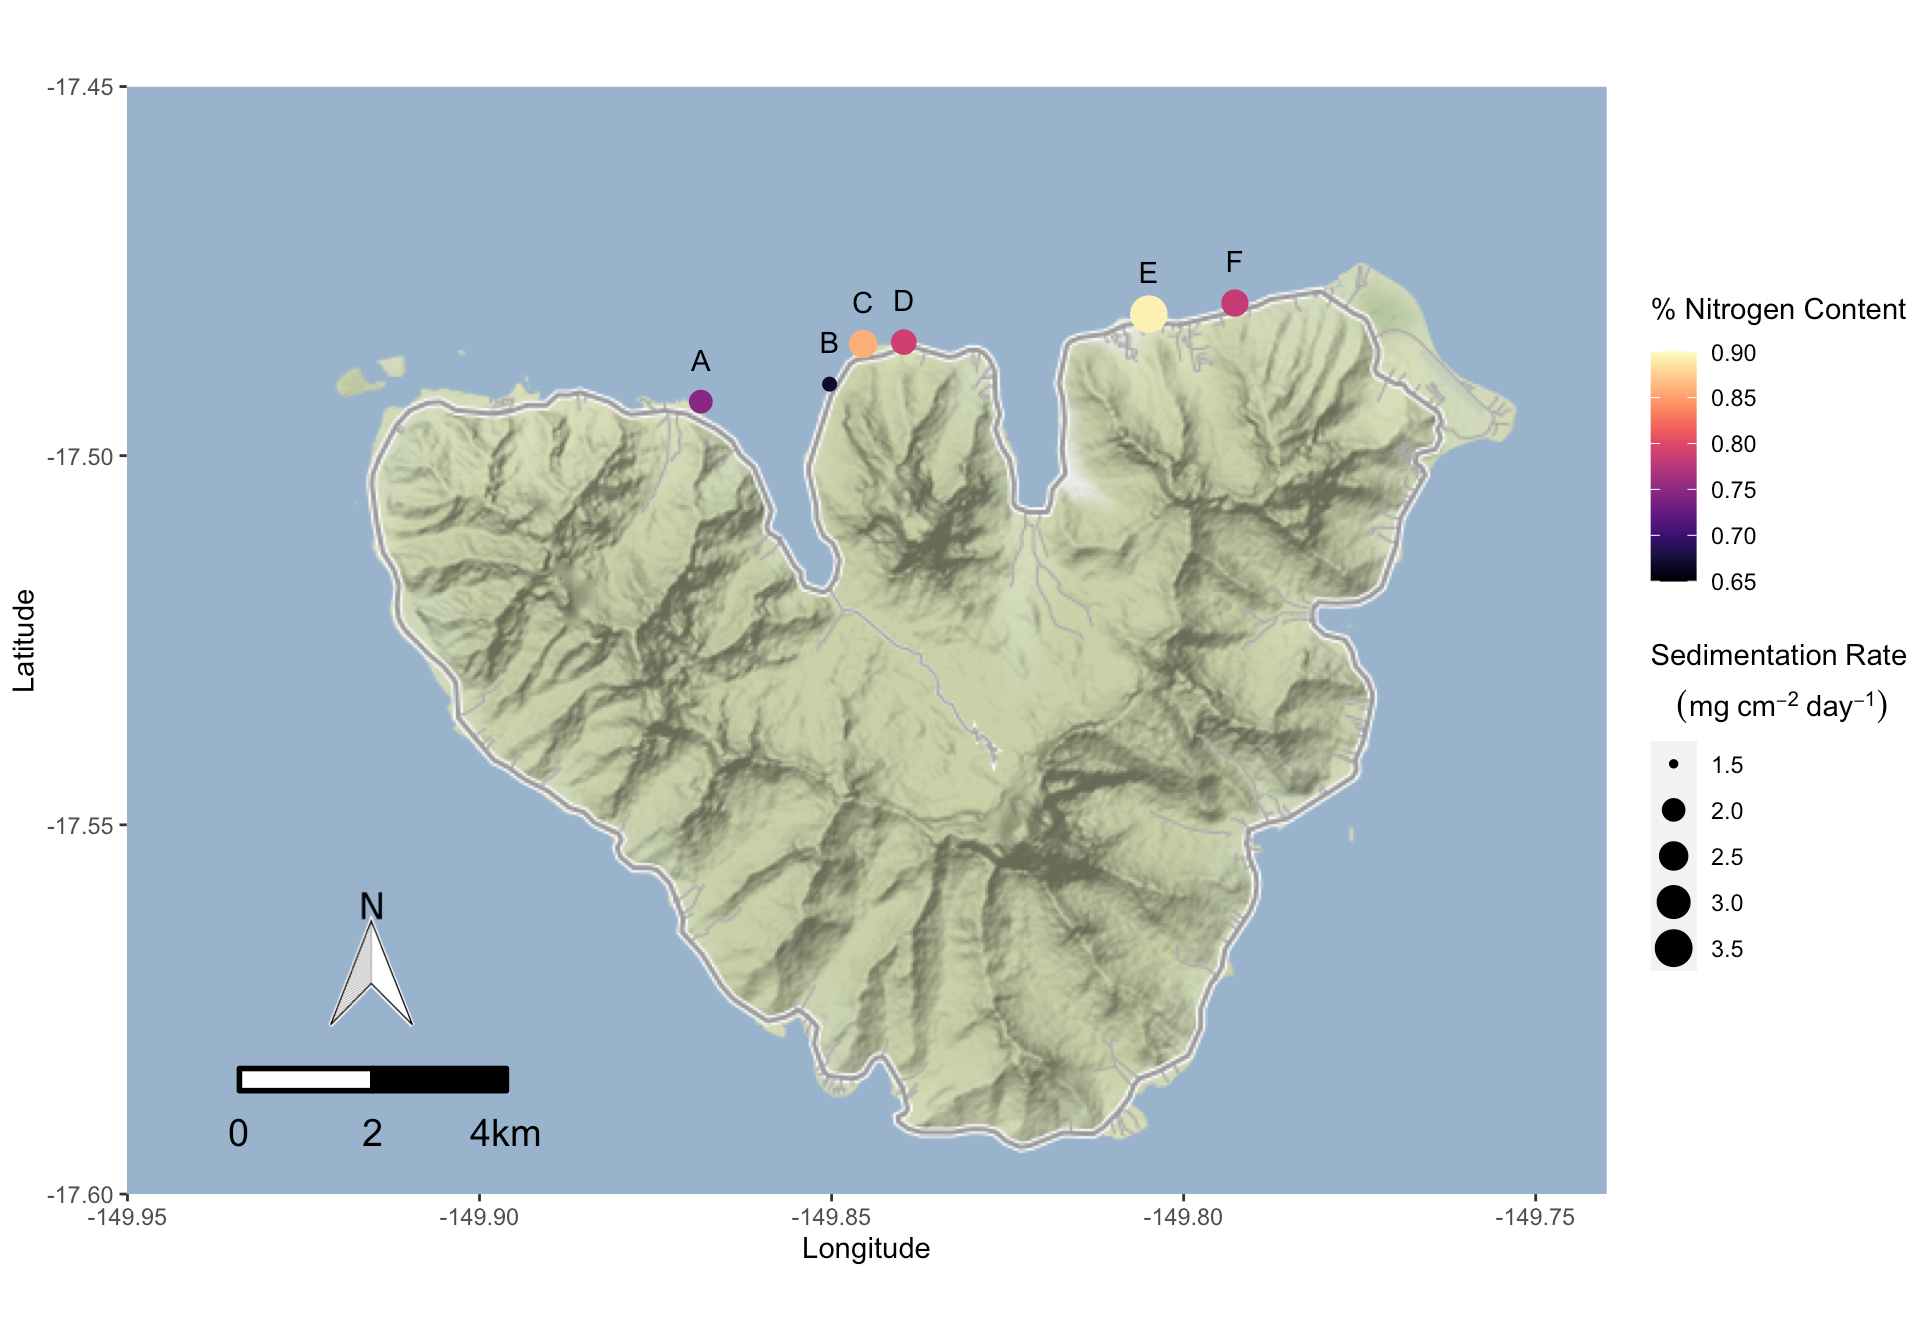 -17.45
-17.50
-17.55
-17.60
Latitude
-149.95
-149.90
-149.85
-149.80
-149.75
Longitude
A
B
C
D
E
F
N
0 2 4km
% Nitrogen Content
0.90
0.85
0.80
0.75
0.70
0.65
Sedimentation Rate
(mg cm⁻² day⁻¹)
1.5
2.0
2.5
3.0
3.5